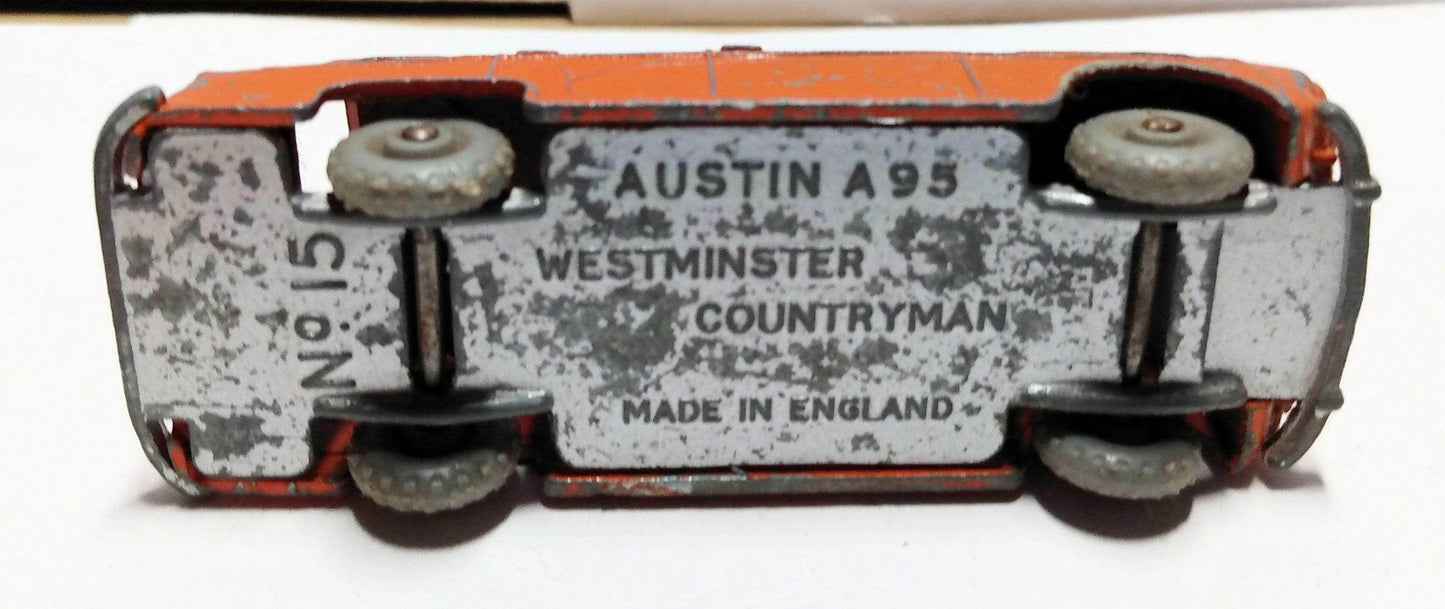 AUSTIN A95
WESTMINSTER
COUNTRYMAN
MADE IN ENGLAND
No. 15